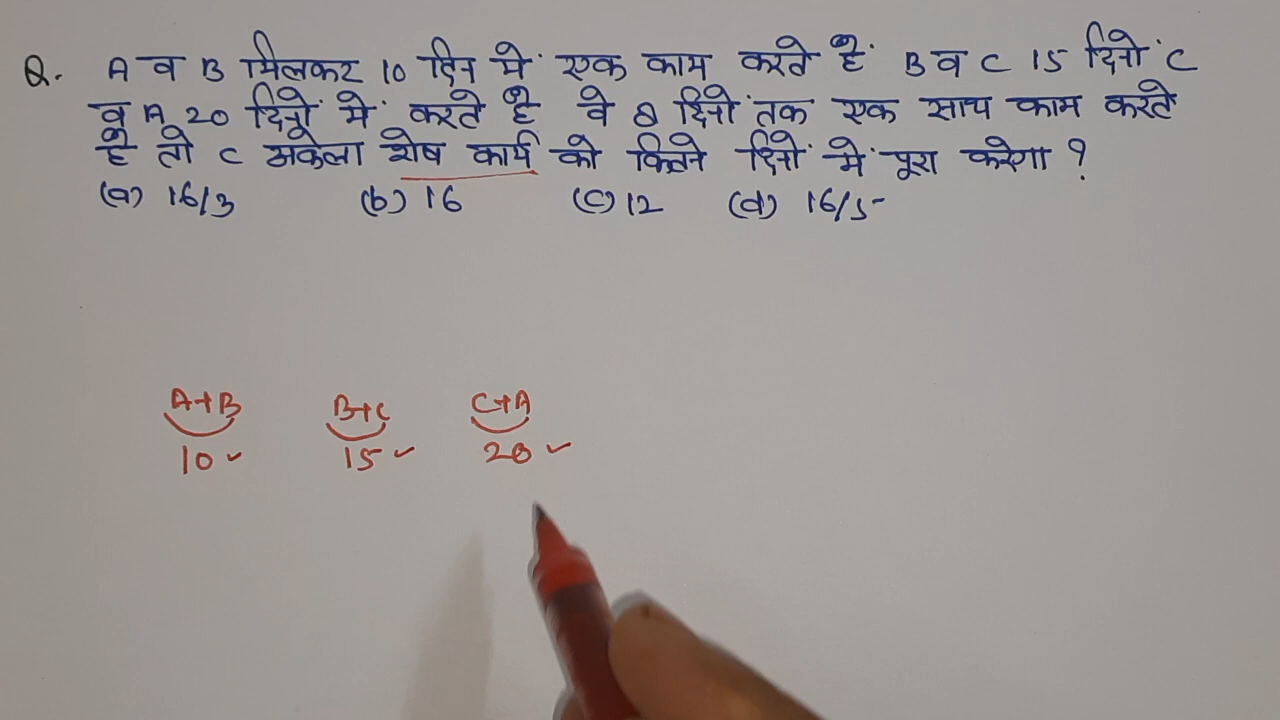 Q. A व B मिलकर 10 दिन में एक काम करते है. B व C 15 दिनों C
व A 20 दिनों में करते है वे 8 दिनों तक एक साथ काम करते
है तो C अकेला शेष कार्य को कितने दिनों में पूरा करेगा ?
(a) 16/3 (b) 16 (c) 12 (d) 16/5
A+B B+C C+A
10 ✓ 15 ✓ 20 ✓